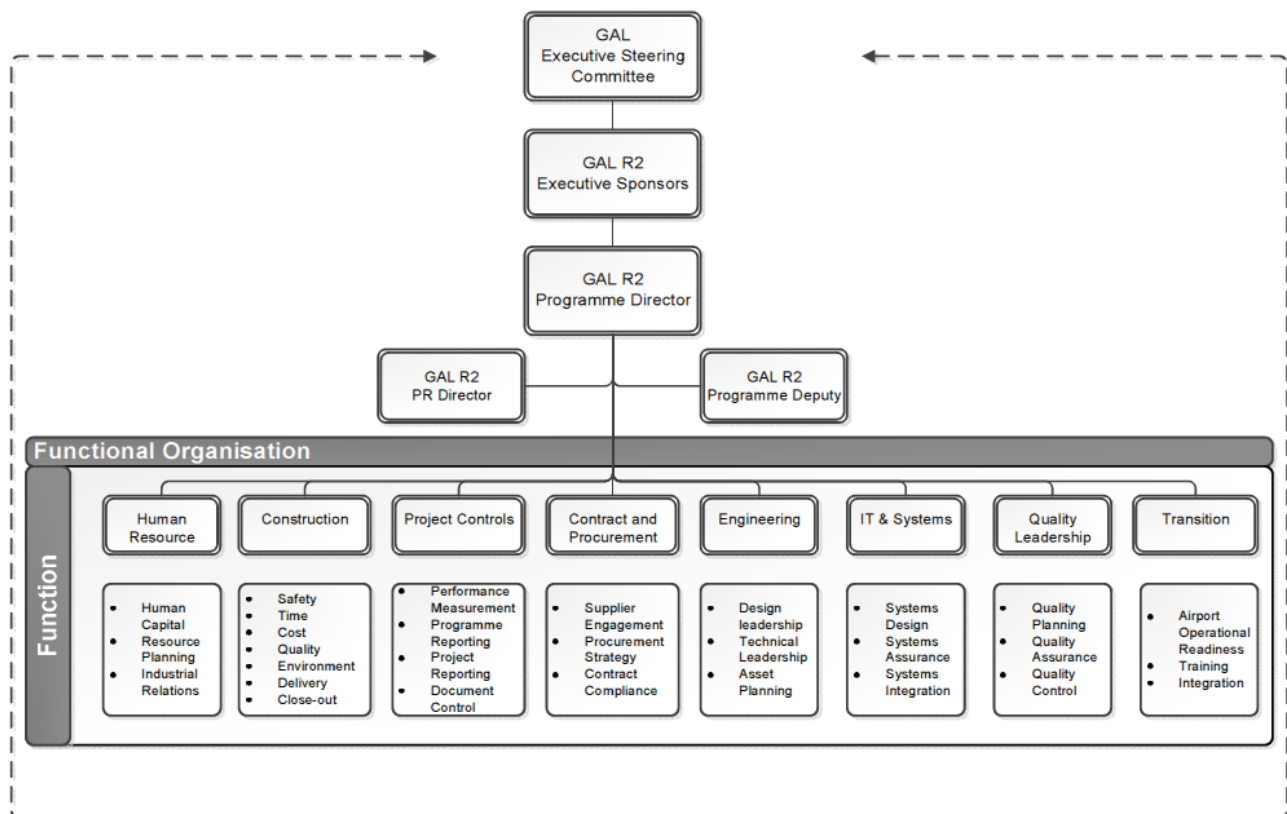 GAL
Executive Steering
Committee
GAL R2
Executive Sponsors
GAL R2
Programme Director
GAL R2
PR Director
GAL R2
Programme Deputy
Functional Organisation
Function
Human
Resource
Construction
Project Controls
Contract and
Procurement
Engineering
IT & Systems
Quality
Leadership
Transition
• Human
Capital
• Resource
Planning
• Industrial
Relations
• Safety
• Time
• Cost
• Quality
• Environment
• Delivery
• Close-out
• Performance
Measurement
• Programme
Reporting
• Project
Reporting
• Document
Control
• Supplier
Engagement
• Procurement
Strategy
• Contract
Compliance
• Design
leadership
• Technical
Leadership
• Asset
Planning
• Systems
Design
• Systems
Assurance
• Systems
Integration
• Quality
Planning
• Quality
Assurance
• Quality
Control
• Airport
Operational
Readiness
• Training
• Integration